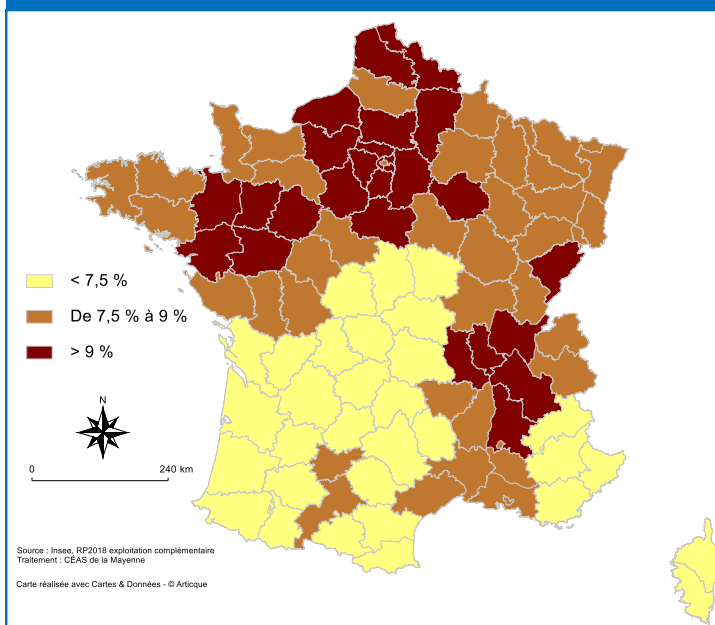 < 7,5 %
De 7,5 % à 9 %
> 9 %
N
0 240 km
Source : Insee, RP2018 exploitation complémentaire
Traitement : CÉAS de la Mayenne
Carte réalisée avec Cartes & Données - © Articque